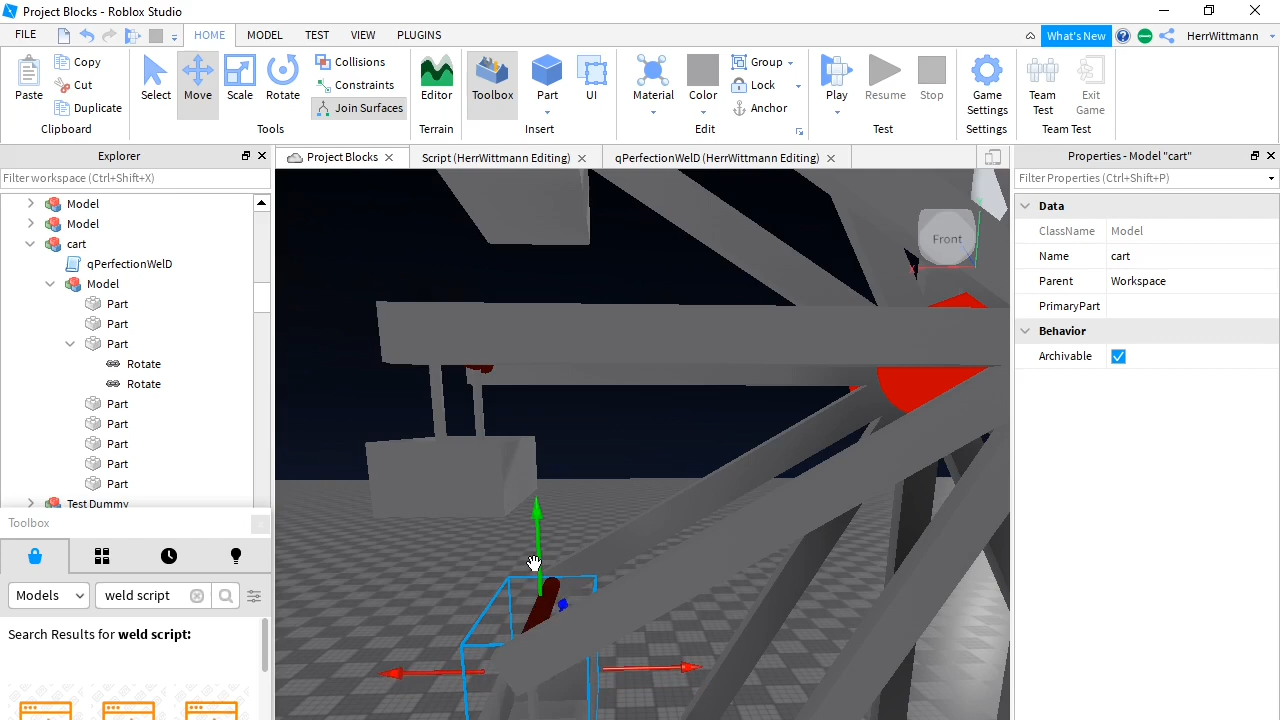 Project Blocks - Roblox Studio
FILE HOME MODEL TEST VIEW PLUGINS What's New HerrWittmann
Paste Copy Cut Duplicate Select Move Scale Rotate Collisions Constraints Join Surfaces Editor Toolbox Part UI Material Color Group Lock Anchor Play Resume Stop Game Settings Team Test Exit Game
Clipboard Tools Terrain Insert Edit Test Settings Team Test
Explorer
Filter workspace (Ctrl+Shift+X)
Model
Model
cart
qPerfectionWelD
Model
Part
Part
Part
Rotate
Rotate
Part
Part
Part
Part
Part
Test Dummy
Toolbox
Models weld script
Search Results for weld script:
Project Blocks Script (HerrWittmann Editing) qPerfectionWelD (HerrWittmann Editing)
Front
X
Properties - Model "cart"
Filter Properties (Ctrl+Shift+P)
Data
ClassName Model
Name cart
Parent Workspace
PrimaryPart
Behavior
Archivable